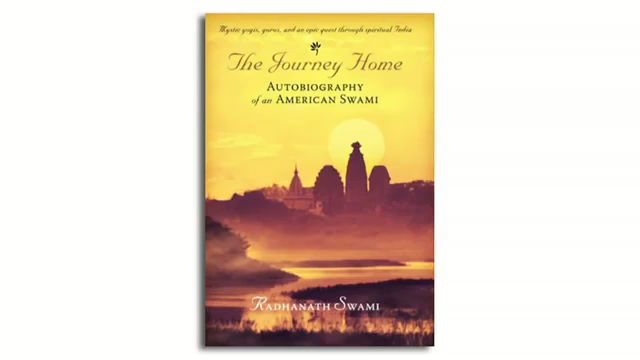 Mystic yogis, gurus, and an epic quest through spiritual India
The Journey Home
AUTOBIOGRAPHY
of an AMERICAN SWAMI
RADHANATH SWAMI